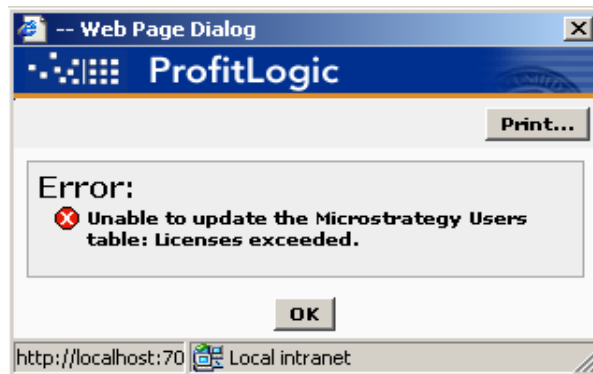 -- Web Page Dialog
ProfitLogic
Print...
Error:
Unable to update the Microstrategy Users
table: Licenses exceeded.
OK
http://localhost:70 Local intranet